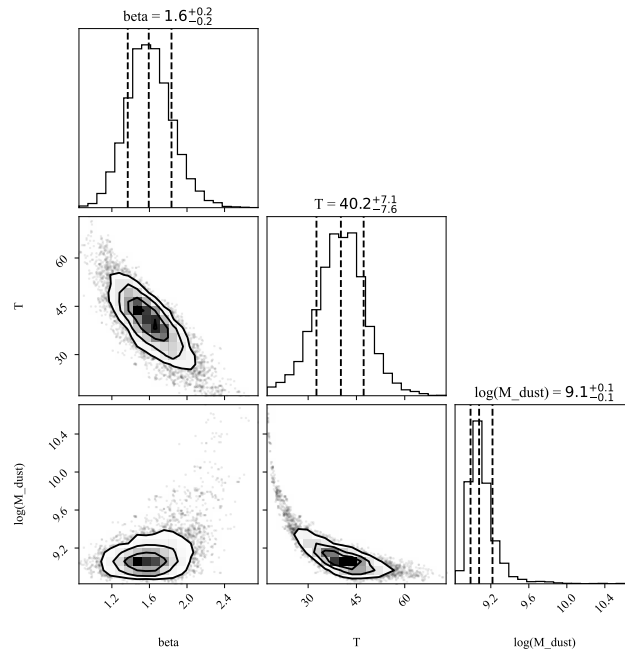 beta = 1.6+0.2−0.2
T = 40.2+7.1−7.6
60
45
30
T
log(M_dust) = 9.1+0.1−0.1
10.4
10.0
9.6
9.2
log(M_dust)
1.2 1.6 2.0 2.4
30 45 60
9.2 9.6 10.0 10.4
beta T log(M_dust)